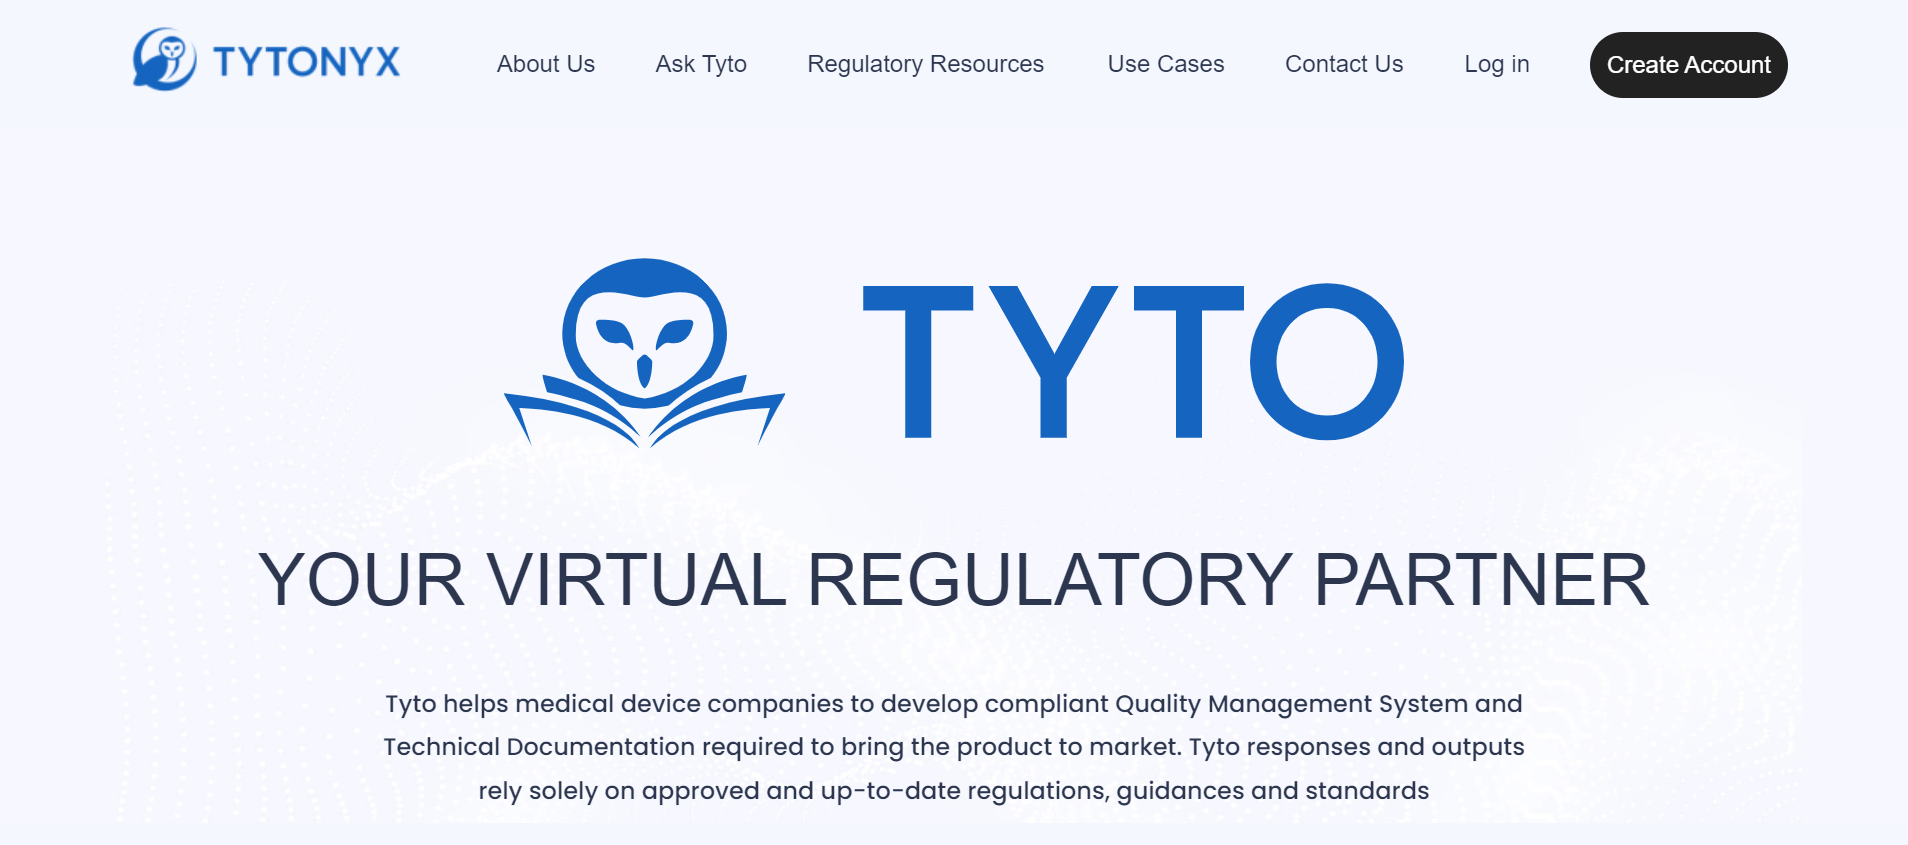 TYTONYX
About Us
Ask Tyto
Regulatory Resources
Use Cases
Contact Us
Log in
Create Account
TYTO
YOUR VIRTUAL REGULATORY PARTNER
Tyto helps medical device companies to develop compliant Quality Management System and
Technical Documentation required to bring the product to market. Tyto responses and outputs
rely solely on approved and up-to-date regulations, guidances and standards